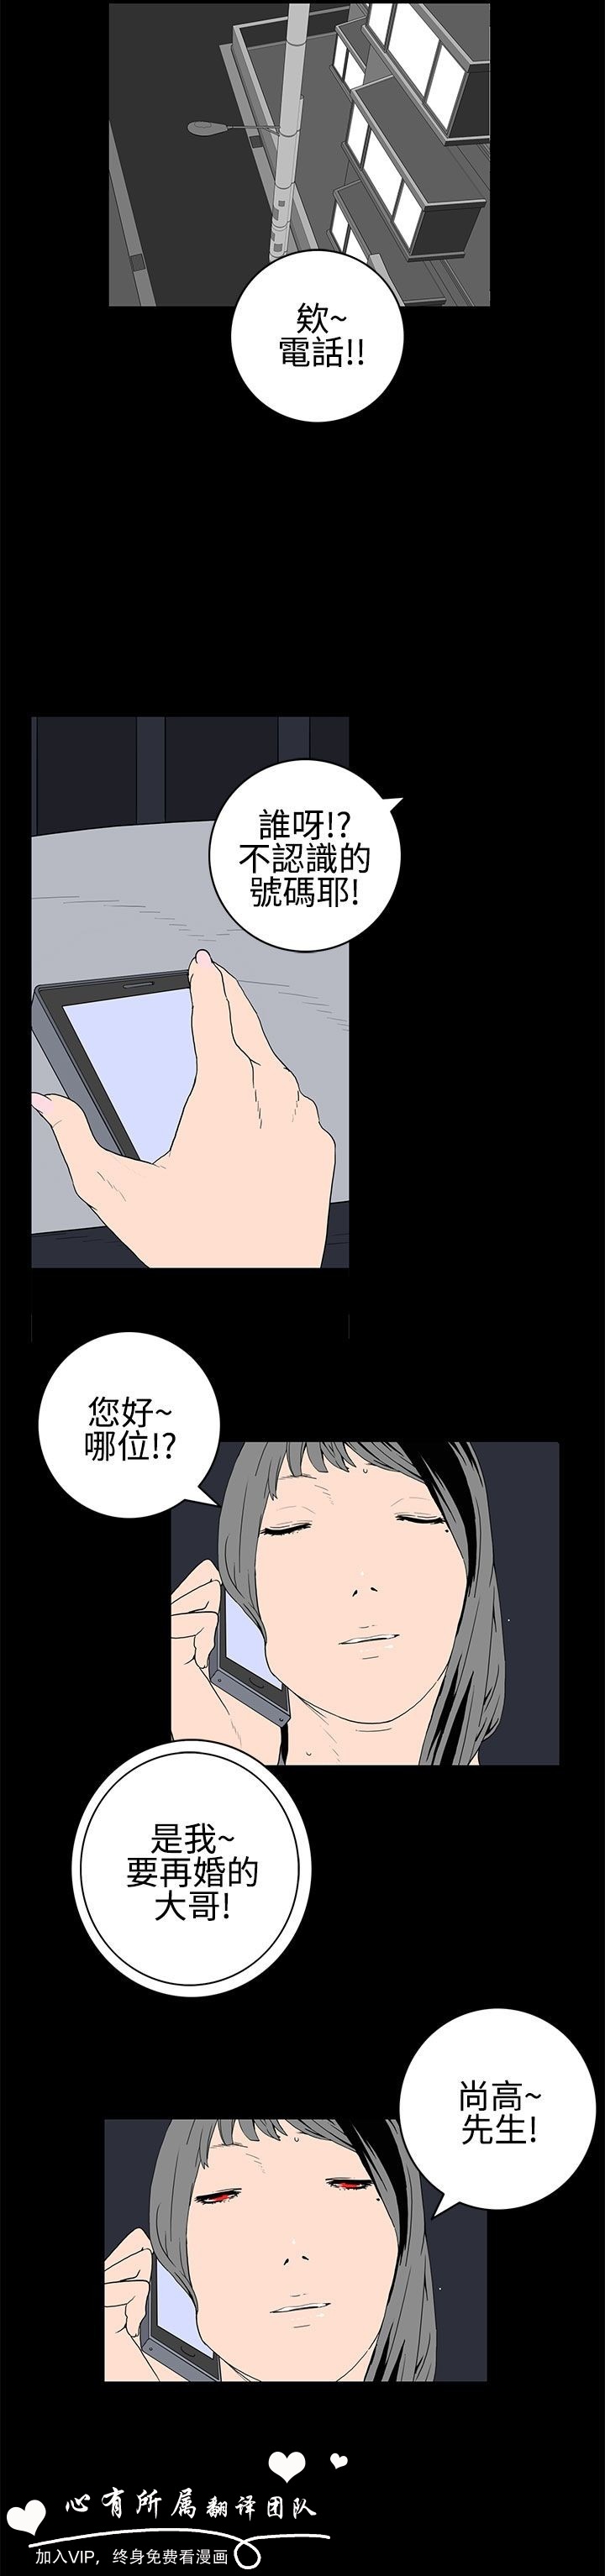 欸~
電話!!
誰呀!?
不認識的
號碼耶!
您好~
哪位!?
是我~
要再婚的
大哥!
尚高~
先生!
心有所属翻译团队
加入VIP，终身免费看漫画